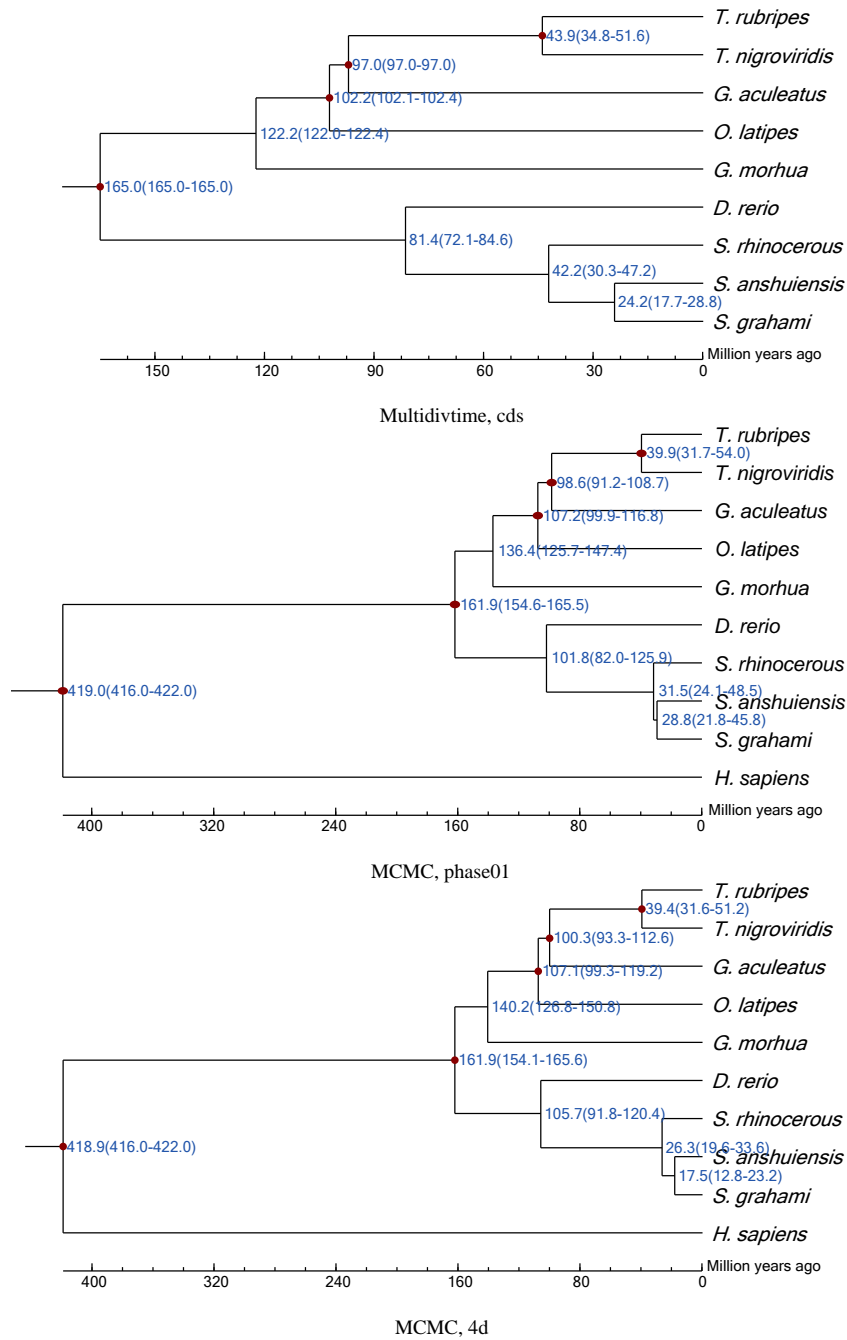 T. rubripes
43.9(34.8-51.6)
T. nigroviridis
97.0(97.0-97.0)
G. aculeatus
102.2(102.1-102.4)
O. latipes
122.2(122.0-122.4)
G. morhua
165.0(165.0-165.0)
D. rerio
81.4(72.1-84.6)
S. rhinocerous
42.2(30.3-47.2)
S. anshuiensis
24.2(17.7-28.8)
S. grahami
Million years ago
150 120 90 60 30 0
Multidivtime, cds
T. rubripes
39.9(31.7-54.0)
T. nigroviridis
98.6(91.2-108.7)
G. aculeatus
107.2(99.9-116.8)
O. latipes
136.4(125.7-147.4)
G. morhua
161.9(154.6-165.5)
D. rerio
101.8(82.0-125.9)
S. rhinocerous
419.0(416.0-422.0)
31.5(24.1-48.5)
S. anshuiensis
28.8(21.8-45.8)
S. grahami
H. sapiens
Million years ago
400 320 240 160 80 0
MCMC, phase01
T. rubripes
39.4(31.6-51.2)
T. nigroviridis
100.3(93.3-112.6)
G. aculeatus
107.1(99.3-119.2)
O. latipes
140.2(126.8-150.8)
G. morhua
161.9(154.1-165.6)
D. rerio
105.7(91.8-120.4)
S. rhinocerous
418.9(416.0-422.0)
26.3(19.6-33.6)
S. anshuiensis
17.5(12.8-23.2)
S. grahami
H. sapiens
Million years ago
400 320 240 160 80 0
MCMC, 4d